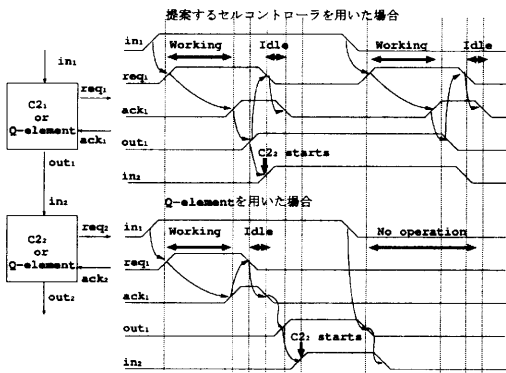 提案するセルコントローラを用いた場合
in₁
Working
Idle
Working
Idle
req₁
ack₁
out₁
C2₂ starts
in₂
Q-elementを用いた場合
in₁
Working
Idle
No operation
req₁
ack₁
out₁
C2₂ starts
in₂
in₁
C2₁
or
Q-element
req₁
ack₁
out₁
in₂
C2₂
or
Q-element
req₂
ack₂
out₂